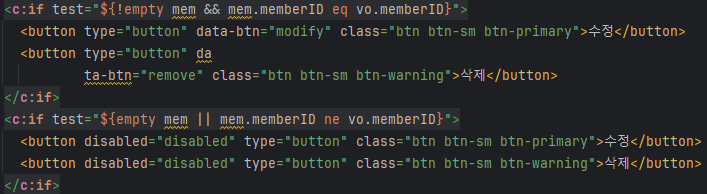 <c:if test="${!empty mem && mem.memberID eq vo.memberID}">
<button type="button" data-btn="modify" class="btn btn-sm btn-primary">수정</button>
<button type="button" da
ta-btn="remove" class="btn btn-sm btn-warning">삭제</button>
</c:if>
<c:if test="${empty mem || mem.memberID ne vo.memberID}">
<button disabled="disabled" type="button" class="btn btn-sm btn-primary">수정</button>
<button disabled="disabled" type="button" class="btn btn-sm btn-warning">삭제</button>
</c:if>